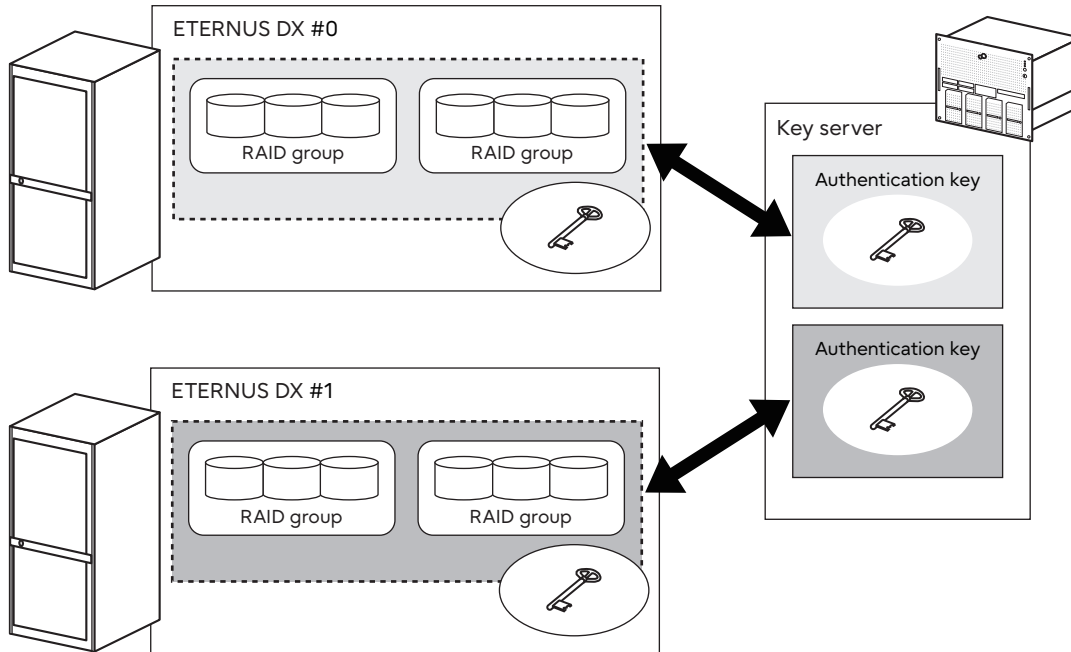 ETERNUS DX #0
RAID group
RAID group
Key server
Authentication key
Authentication key
ETERNUS DX #1
RAID group
RAID group